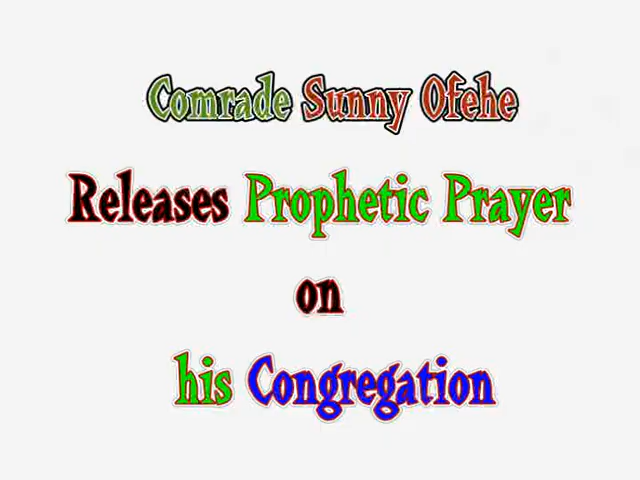 Comrade Sunny Ofehe
Releases Prophetic Prayer
on
his Congregation